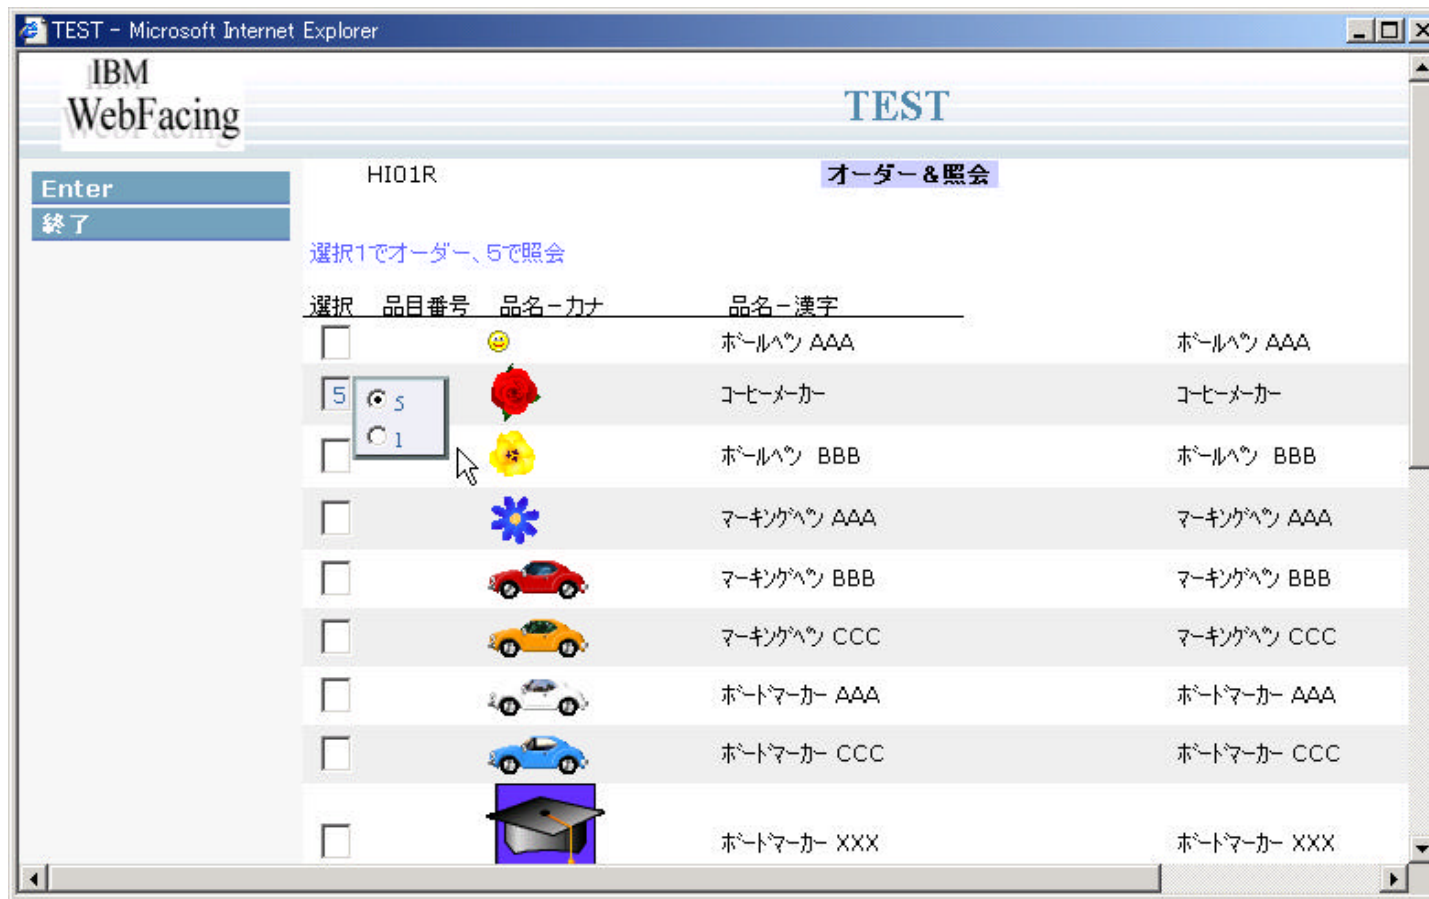 TEST - Microsoft Internet Explorer
IBM
WebFacing
TEST
Enter
終了
HI01R
オーダー&照会
選択1でオーダー、5で照会
選択 品目番号 品名-カナ 品名-漢字
ﾎﾞｰﾙﾍﾟﾝ AAA ﾎﾞｰﾙﾍﾟﾝ AAA
5 ｺｰﾋｰﾒｰｶｰ ｺｰﾋｰﾒｰｶｰ
5
1
ﾎﾞｰﾙﾍﾟﾝ BBB ﾎﾞｰﾙﾍﾟﾝ BBB
ﾏｰｷﾝｸﾞﾍﾟﾝ AAA ﾏｰｷﾝｸﾞﾍﾟﾝ AAA
ﾏｰｷﾝｸﾞﾍﾟﾝ BBB ﾏｰｷﾝｸﾞﾍﾟﾝ BBB
ﾏｰｷﾝｸﾞﾍﾟﾝ CCC ﾏｰｷﾝｸﾞﾍﾟﾝ CCC
ﾎﾞｰﾄﾞﾏｰｶｰ AAA ﾎﾞｰﾄﾞﾏｰｶｰ AAA
ﾎﾞｰﾄﾞﾏｰｶｰ CCC ﾎﾞｰﾄﾞﾏｰｶｰ CCC
ﾎﾞｰﾄﾞﾏｰｶｰ XXX ﾎﾞｰﾄﾞﾏｰｶｰ XXX